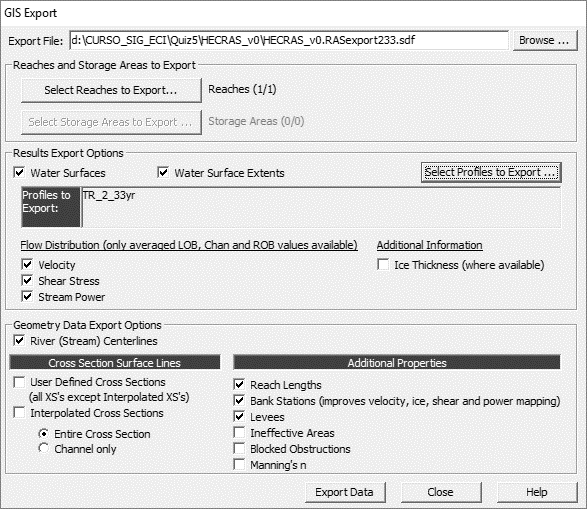 GIS Export
Export File: d:\CURSO_SIG_ECI\Quiz5\HECRAS_v0\HECRAS_v0.RASexport233.sdf Browse ...
Reaches and Storage Areas to Export
Select Reaches to Export... Reaches (1/1)
Select Storage Areas to Export ... Storage Areas (0/0)
Results Export Options
Water Surfaces Water Surface Extents Select Profiles to Export ...
Profiles to TR_2_33yr
Export:
Flow Distribution (only averaged LOB, Chan and ROB values available) Additional Information
Velocity Ice Thickness (where available)
Shear Stress
Stream Power
Geometry Data Export Options
River (Stream) Centerlines
Cross Section Surface Lines Additional Properties
User Defined Cross Sections Reach Lengths
(all XS's except Interpolated XS's) Bank Stations (improves velocity, ice, shear and power mapping)
Interpolated Cross Sections Levees
Entire Cross Section Ineffective Areas
Channel only Blocked Obstructions
Manning's n
Export Data Close Help